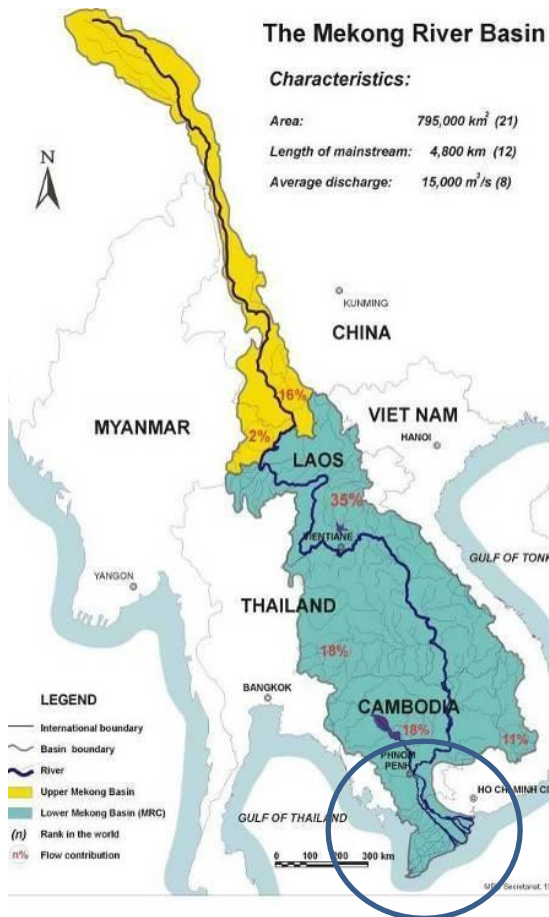 The Mekong River Basin
Characteristics:
Area: 795,000 km² (21)
Length of mainstream: 4,800 km (12)
Average discharge: 15,000 m³/s (8)
N
KUNMING
CHINA
16%
MYANMAR
2%
VIET NAM
HANOI
LAOS
35%
VIENTIANE
GULF OF TONK
YANGON
THAILAND
18%
BANGKOK
CAMBODIA
18%
11%
PHNOM
PENH
HO CHI MINH CI
GULF OF THAILAND
0 100 200 300 km
LEGEND
International boundary
Basin boundary
River
Upper Mekong Basin
Lower Mekong Basin (MRC)
(n) Rank in the world
n% Flow contribution
Secretariat, 1